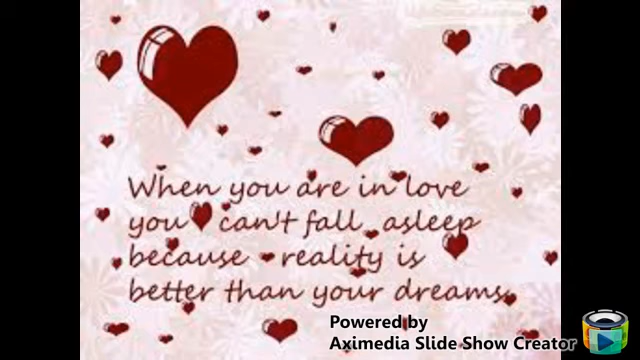 When you are in love
you can't fall asleep
because reality is
better than your dreams.
Powered by
Aximedia Slide Show Creator